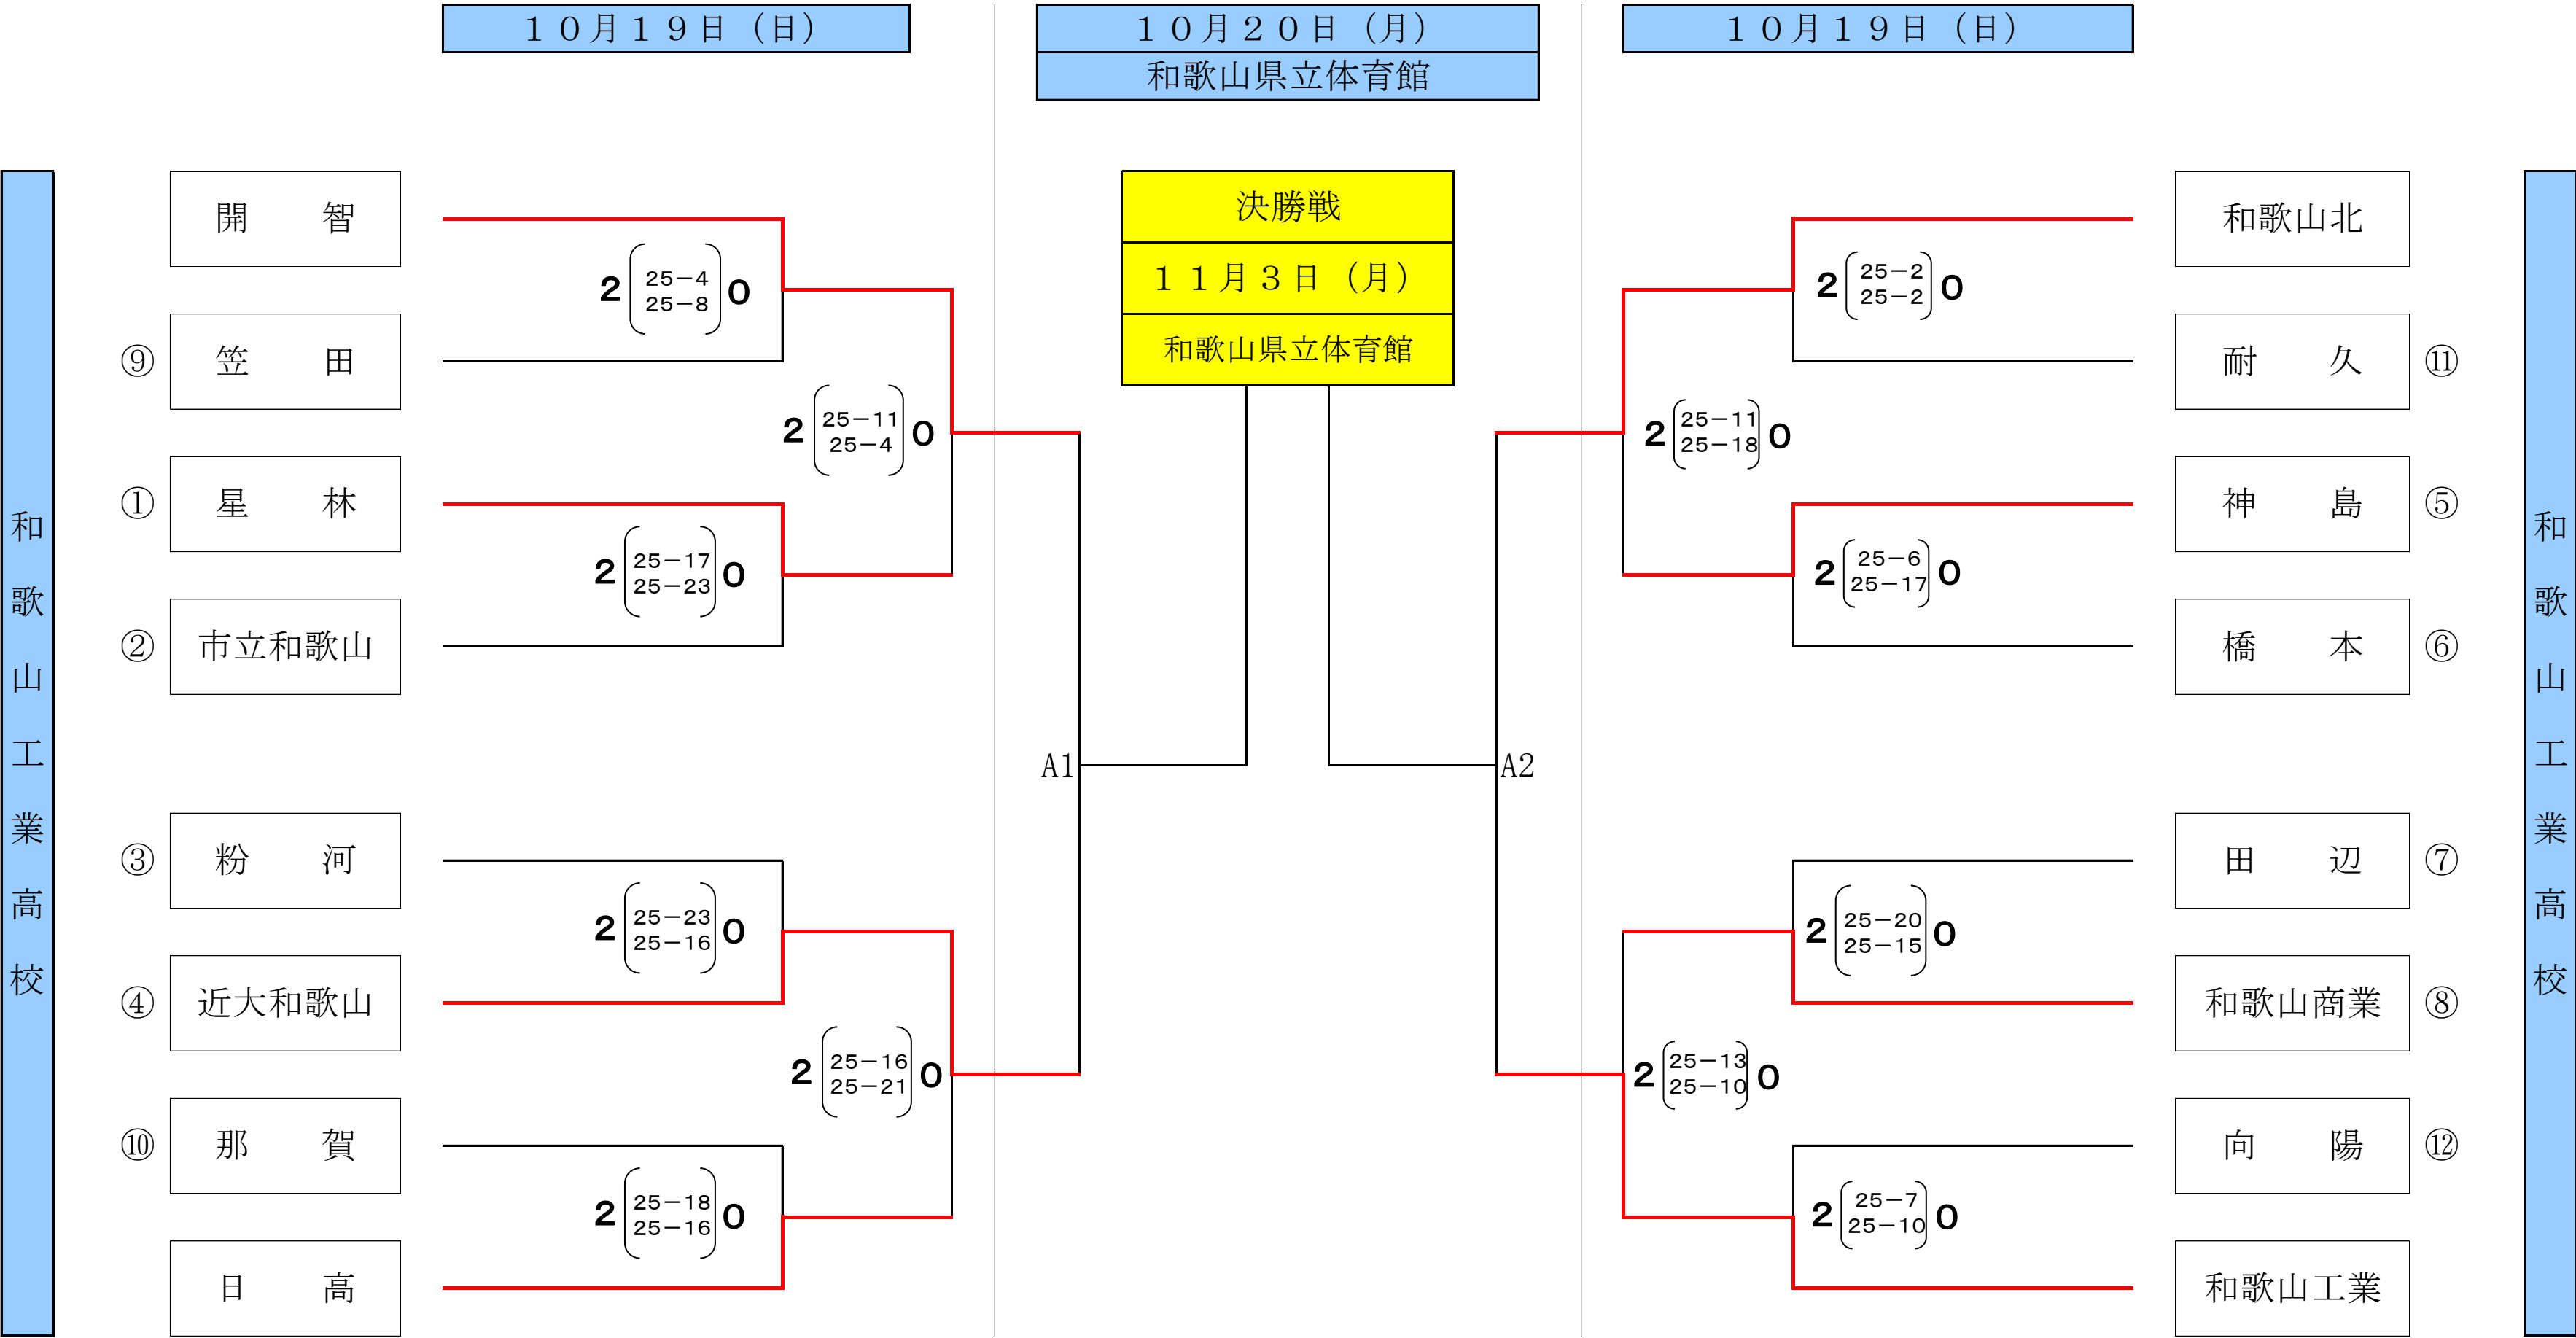 １０月１９日（日）
１０月２０日（月）
和歌山県立体育館
１０月１９日（日）
和歌山工業高校
開　智
⑨ 笠　田
① 星　林
② 市立和歌山
③ 粉　河
④ 近大和歌山
⑩ 那　賀
日　高
2 25−4 0
25−8
2 25−17 0
25−23
2 25−11 0
25−4
2 25−23 0
25−16
2 25−18 0
25−16
2 25−16 0
25−21
A1
決勝戦
１１月３日（月）
和歌山県立体育館
A2
2 25−11 0
25−18
2 25−13 0
25−10
2 25−2 0
25−2
2 25−6 0
25−17
2 25−20 0
25−15
2 25−7 0
25−10
和歌山北
耐　久 ⑪
神　島 ⑤
橋　本 ⑥
田　辺 ⑦
和歌山商業 ⑧
向　陽 ⑫
和歌山工業
和歌山工業高校